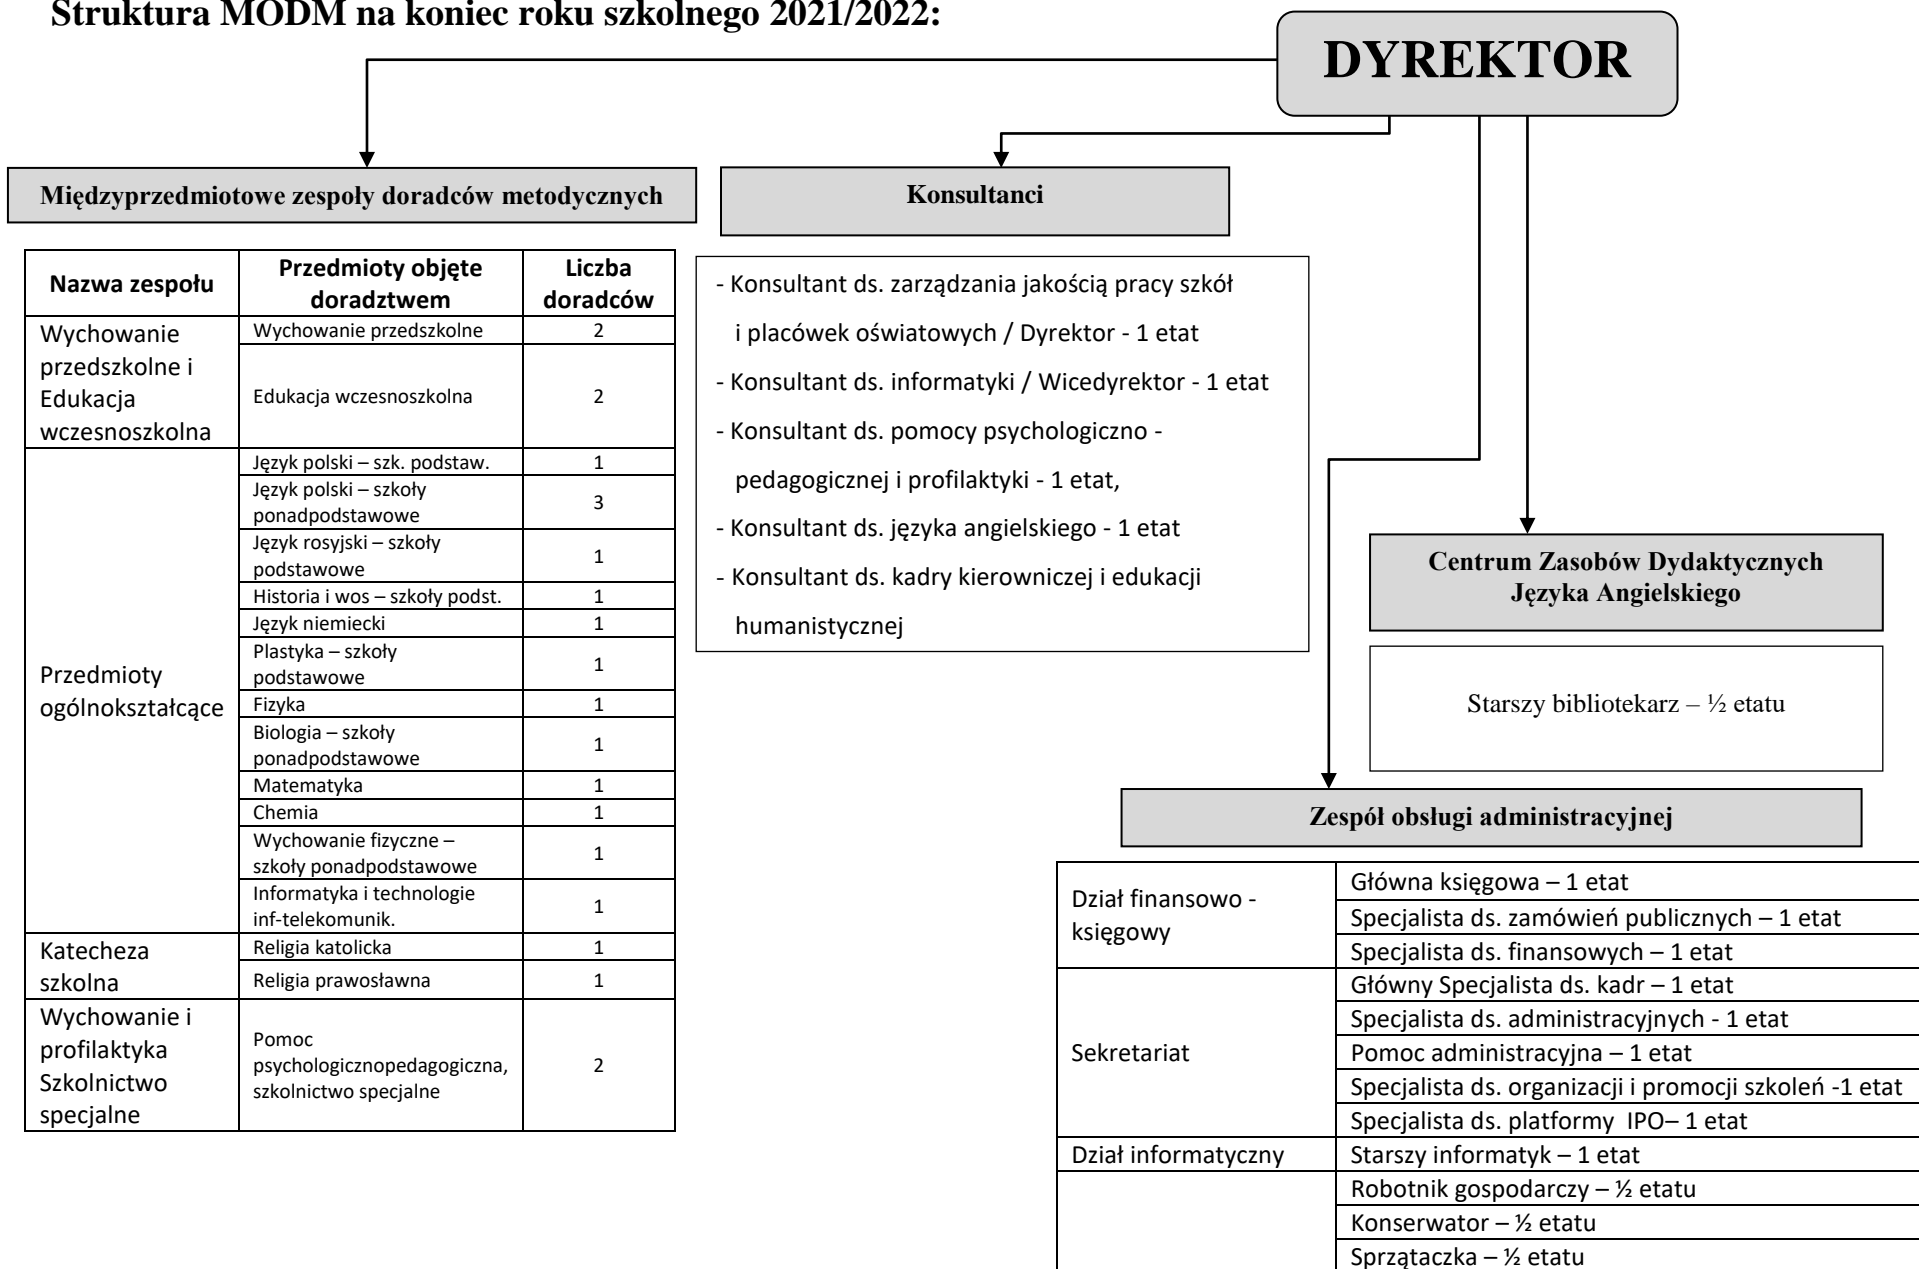 Struktura MODM na koniec roku szkolnego 2021/2022:
DYREKTOR
Międzyprzedmiotowe zespoły doradców metodycznych
Nazwa zespołu
Przedmioty objęte
doradztwem
Liczba
doradców
Wychowanie
przedszkolne i
Edukacja
wczesnoszkolna
Wychowanie przedszkolne
2
Edukacja wczesnoszkolna
2
Przedmioty
ogólnokształcące
Język polski – szk. podstaw.
1
Język polski – szkoły
ponadpodstawowe
3
Język rosyjski – szkoły
podstawowe
1
Historia i wos – szkoły podst.
1
Język niemiecki
1
Plastyka – szkoły
podstawowe
1
Fizyka
1
Biologia – szkoły
ponadpodstawowe
1
Matematyka
1
Chemia
1
Wychowanie fizyczne –
szkoły ponadpodstawowe
1
Informatyka i technologie
inf-telekomunik.
1
Katecheza
szkolna
Religia katolicka
1
Religia prawosławna
1
Wychowanie i
profilaktyka
Szkolnictwo
specjalne
Pomoc
psychologicznopedagogiczna,
szkolnictwo specjalne
2
Konsultanci
- Konsultant ds. zarządzania jakością pracy szkół
i placówek oświatowych / Dyrektor - 1 etat
- Konsultant ds. informatyki / Wicedyrektor - 1 etat
- Konsultant ds. pomocy psychologiczno -
pedagogicznej i profilaktyki - 1 etat,
- Konsultant ds. języka angielskiego - 1 etat
- Konsultant ds. kadry kierowniczej i edukacji
humanistycznej
Centrum Zasobów Dydaktycznych
Języka Angielskiego
Starszy bibliotekarz – ½ etatu
Zespół obsługi administracyjnej
Dział finansowo -
księgowy
Główna księgowa – 1 etat
Specjalista ds. zamówień publicznych – 1 etat
Specjalista ds. finansowych – 1 etat
Sekretariat
Główny Specjalista ds. kadr – 1 etat
Specjalista ds. administracyjnych - 1 etat
Pomoc administracyjna – 1 etat
Specjalista ds. organizacji i promocji szkoleń -1 etat
Specjalista ds. platformy  IPO– 1 etat
Dział informatyczny
Starszy informatyk – 1 etat
Robotnik gospodarczy – ½ etatu
Konserwator – ½ etatu
Sprzątaczka – ½ etatu